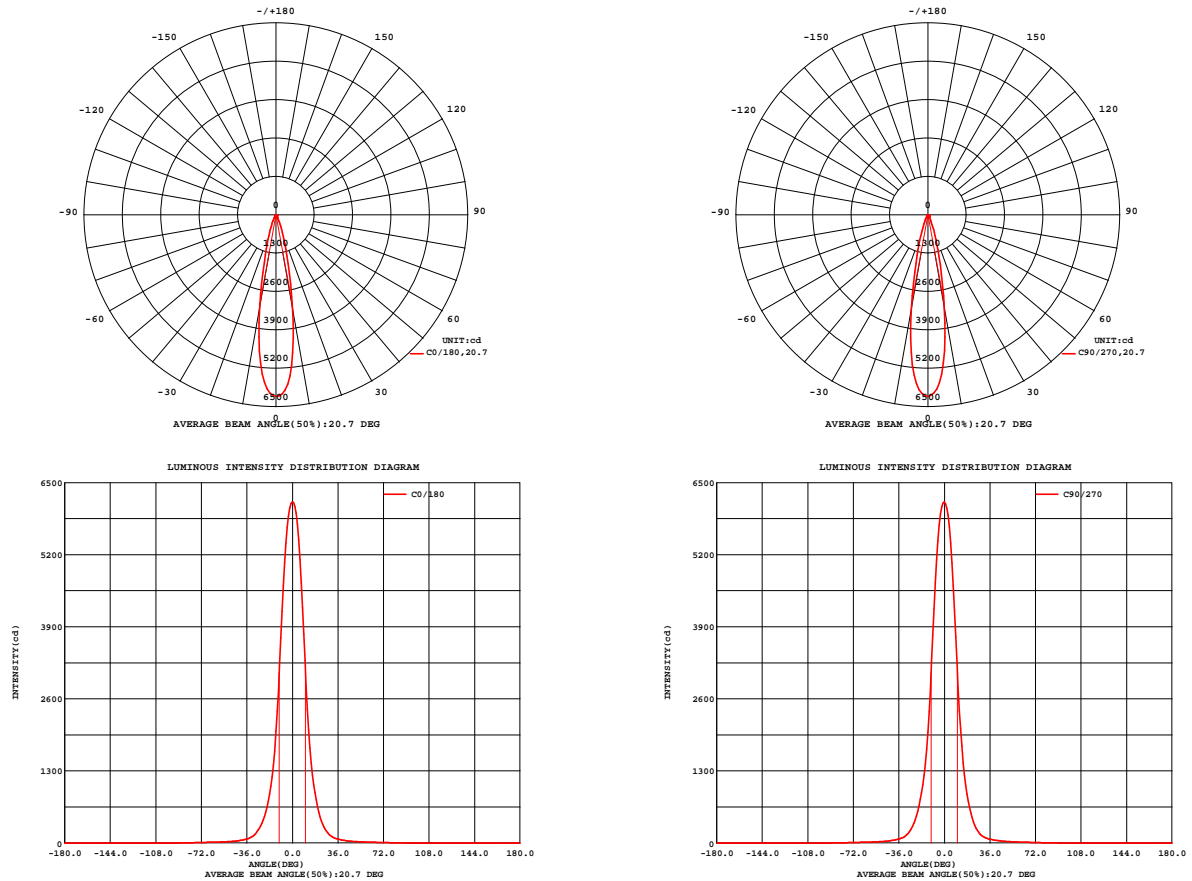 -/+180
-150
150
-120
120
-90
90
-60
60
-30
30
0
1300
2600
3900
5200
6500
0
UNIT:cd
C0/180,20.7
AVERAGE BEAM ANGLE(50%):20.7 DEG
-/+180
-150
150
-120
120
-90
90
-60
60
-30
30
0
1300
2600
3900
5200
6500
0
UNIT:cd
C90/270,20.7
AVERAGE BEAM ANGLE(50%):20.7 DEG
LUMINOUS INTENSITY DISTRIBUTION DIAGRAM
C0/180
INTENSITY(cd)
6500
5200
3900
2600
1300
0
-180.0 -144.0 -108.0 -72.0 -36.0 0.0 36.0 72.0 108.0 144.0 180.0
ANGLE(DEG)
AVERAGE BEAM ANGLE(50%):20.7 DEG
LUMINOUS INTENSITY DISTRIBUTION DIAGRAM
C90/270
INTENSITY(cd)
6500
5200
3900
2600
1300
0
-180.0 -144.0 -108.0 -72.0 -36.0 0.0 36.0 72.0 108.0 144.0 180.0
ANGLE(DEG)
AVERAGE BEAM ANGLE(50%):20.7 DEG